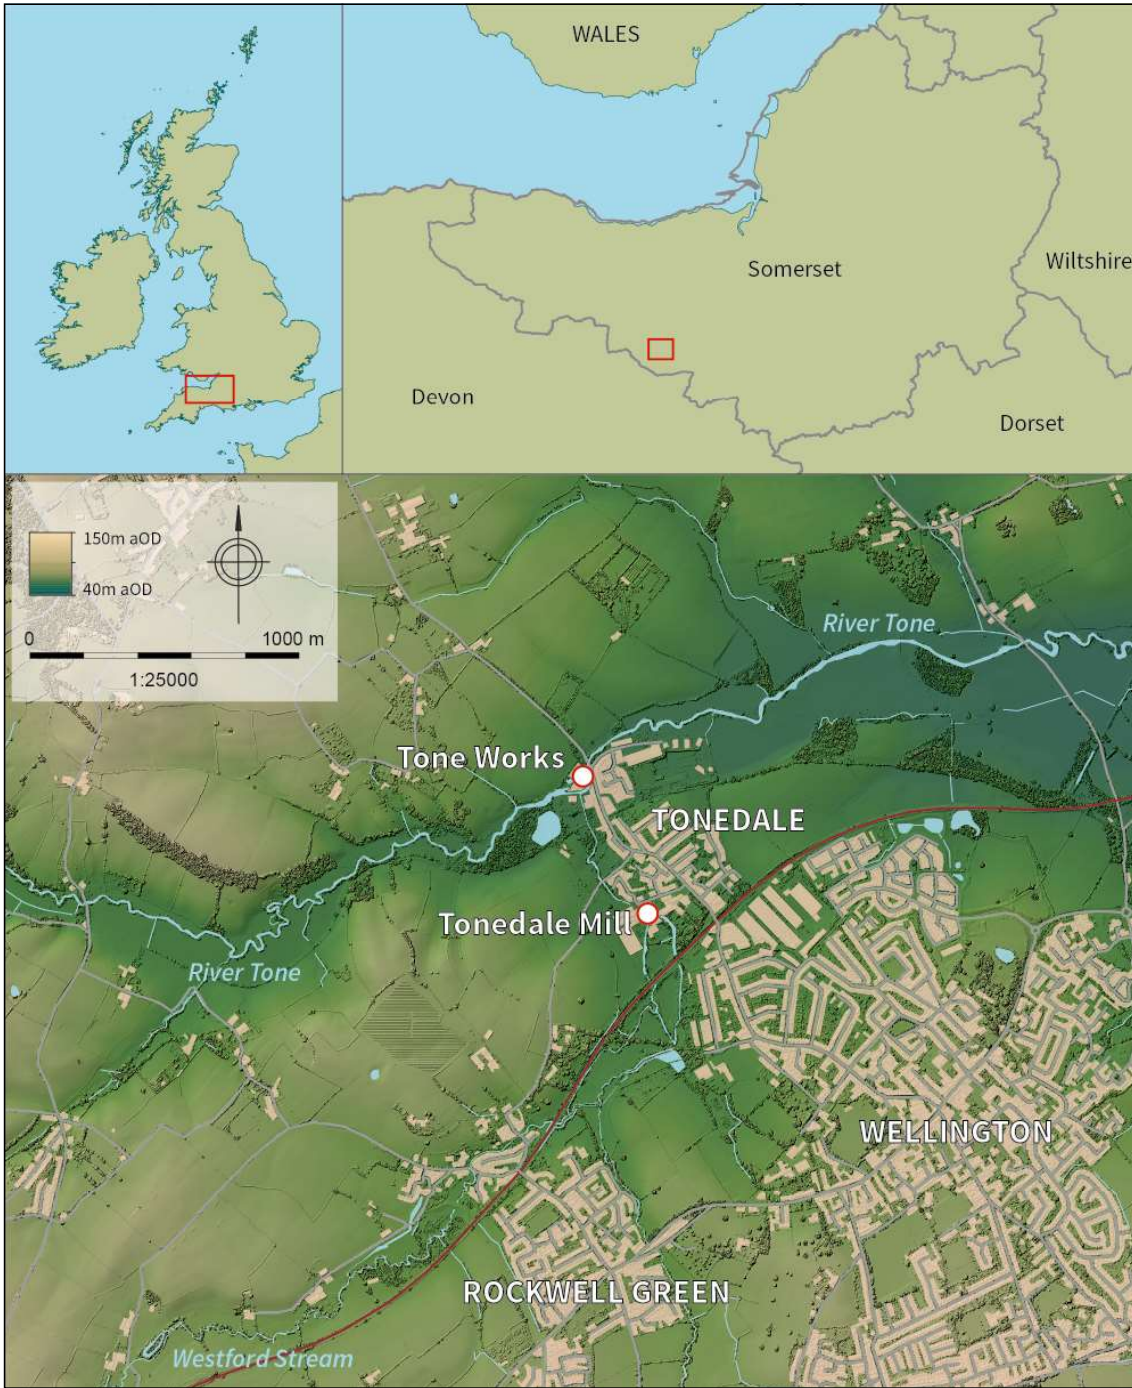 WALES
Somerset
Wiltshire
Devon
Dorset
150m aOD
40m aOD
0
1000 m
1:25000
River Tone
Tone Works
TONEDALE
Tonedale Mill
River Tone
WELLINGTON
ROCKWELL GREEN
Westford Stream